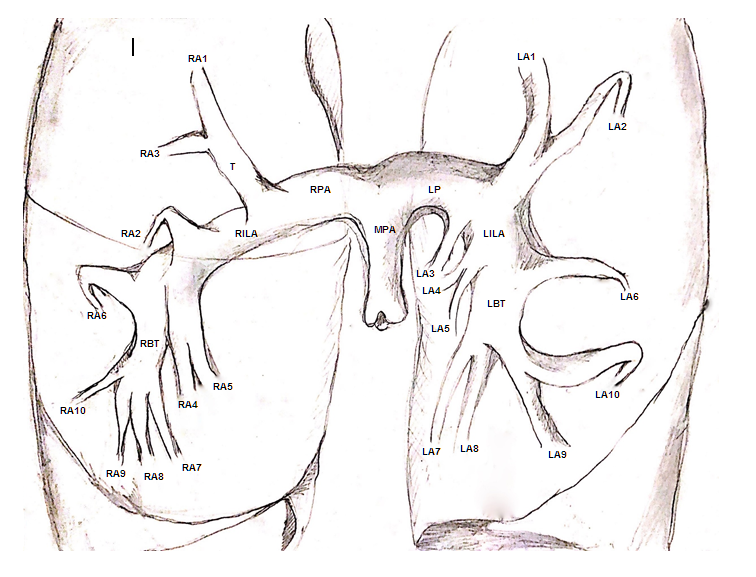 I
RA1
LA1
LA2
RA3
T
RPA
LP
RA2
RILA
MPA
LILA
LA3
LA4
LA6
RA6
LBT
LA5
RBT
RA5
LA10
RA10
RA4
LA7
LA8
LA9
RA9
RA8
RA7